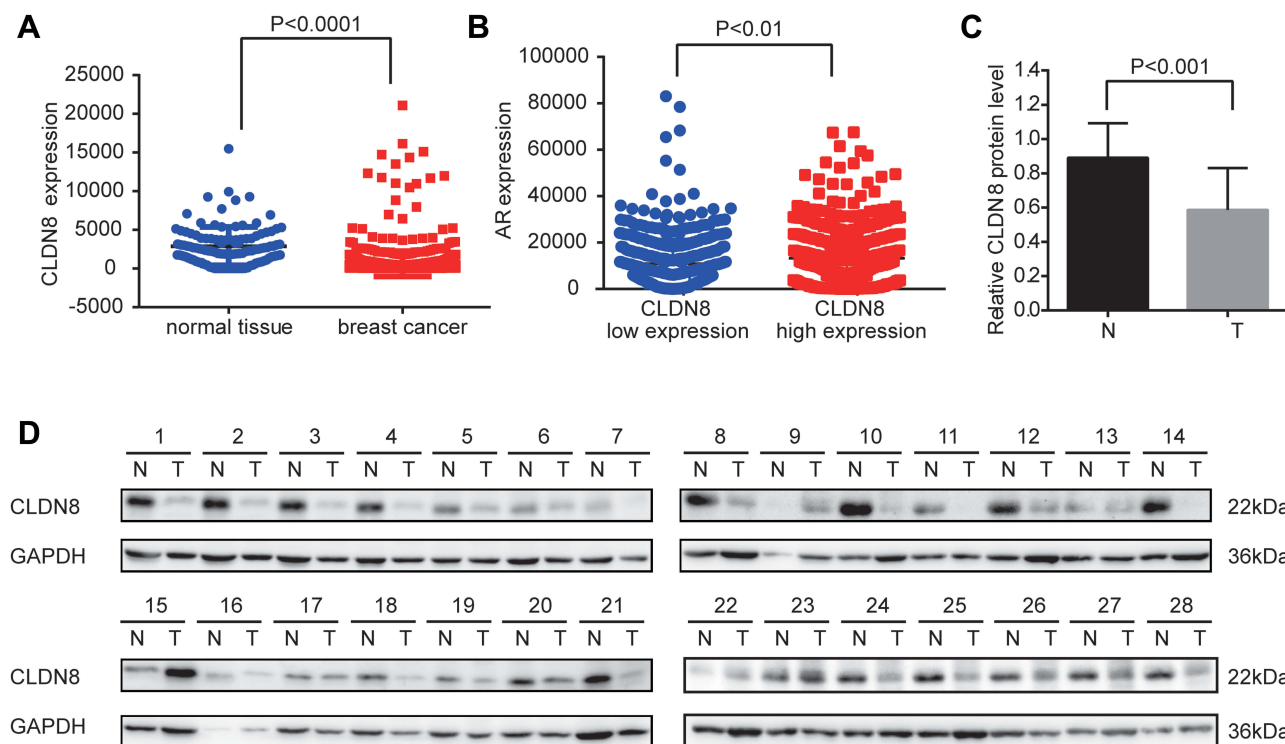 A
P<0.0001
CLDN8 expression
25000
20000
15000
10000
5000
0
-5000
normal tissue
breast cancer
B
P<0.01
AR expression
100000
80000
60000
40000
20000
0
CLDN8
low expression
CLDN8
high expression
C
P<0.001
Relative CLDN8 protein level
1.4
1.2
1.0
0.8
0.6
0.4
0.2
0.0
N
T
D
1 2 3 4 5 6 7
N T N T N T N T N T N T N T
CLDN8
GAPDH
8 9 10 11 12 13 14
N T N T N T N T N T N T N T
22kDa
36kDa
15 16 17 18 19 20 21
N T N T N T N T N T N T N T
CLDN8
GAPDH
22 23 24 25 26 27 28
N T N T N T N T N T N T N T
22kDa
36kDa